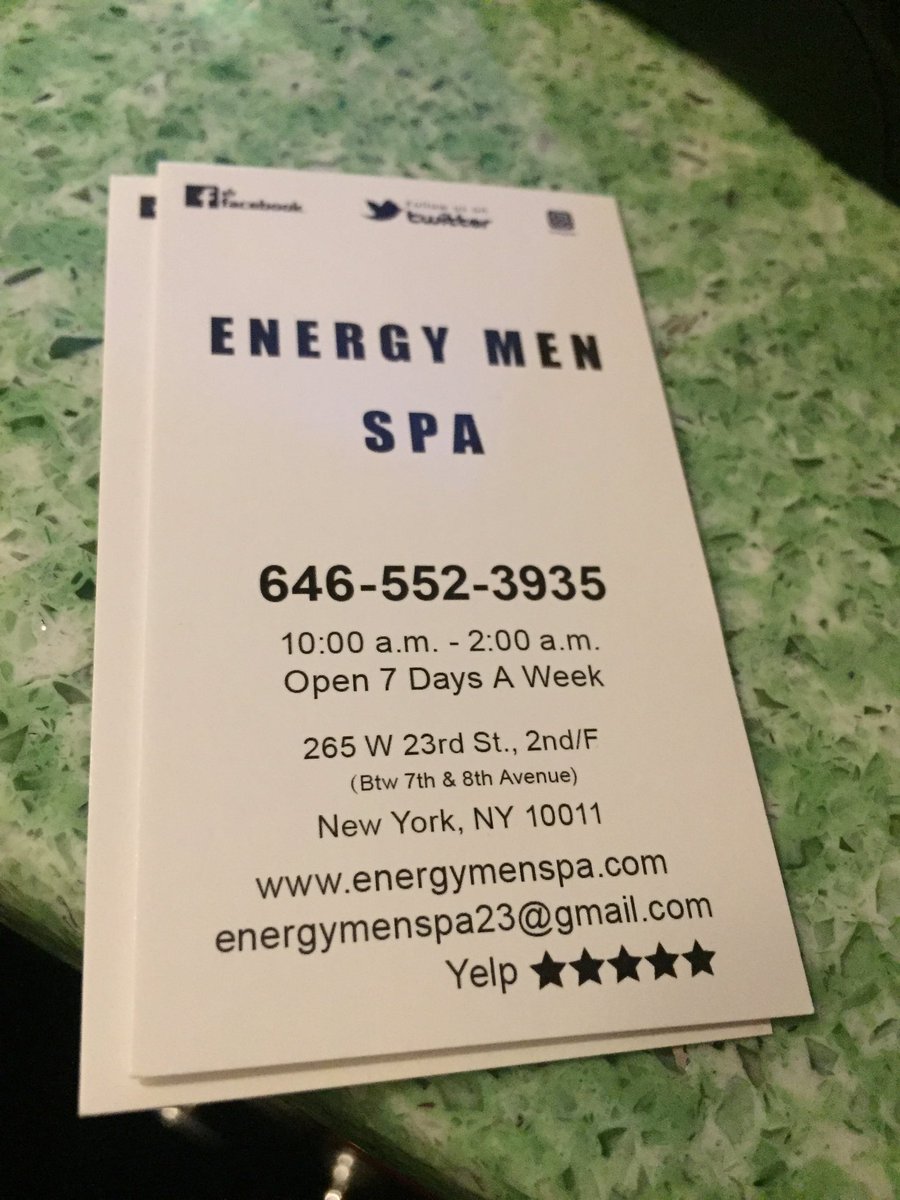 facebook
Follow us on
twitter
ENERGY MEN
SPA
646-552-3935
10:00 a.m. - 2:00 a.m.
Open 7 Days A Week
265 W 23rd St., 2nd/F
(Btw 7th & 8th Avenue)
New York, NY 10011
www.energymenspa.com
energymenspa23@gmail.com
Yelp ★★★★★